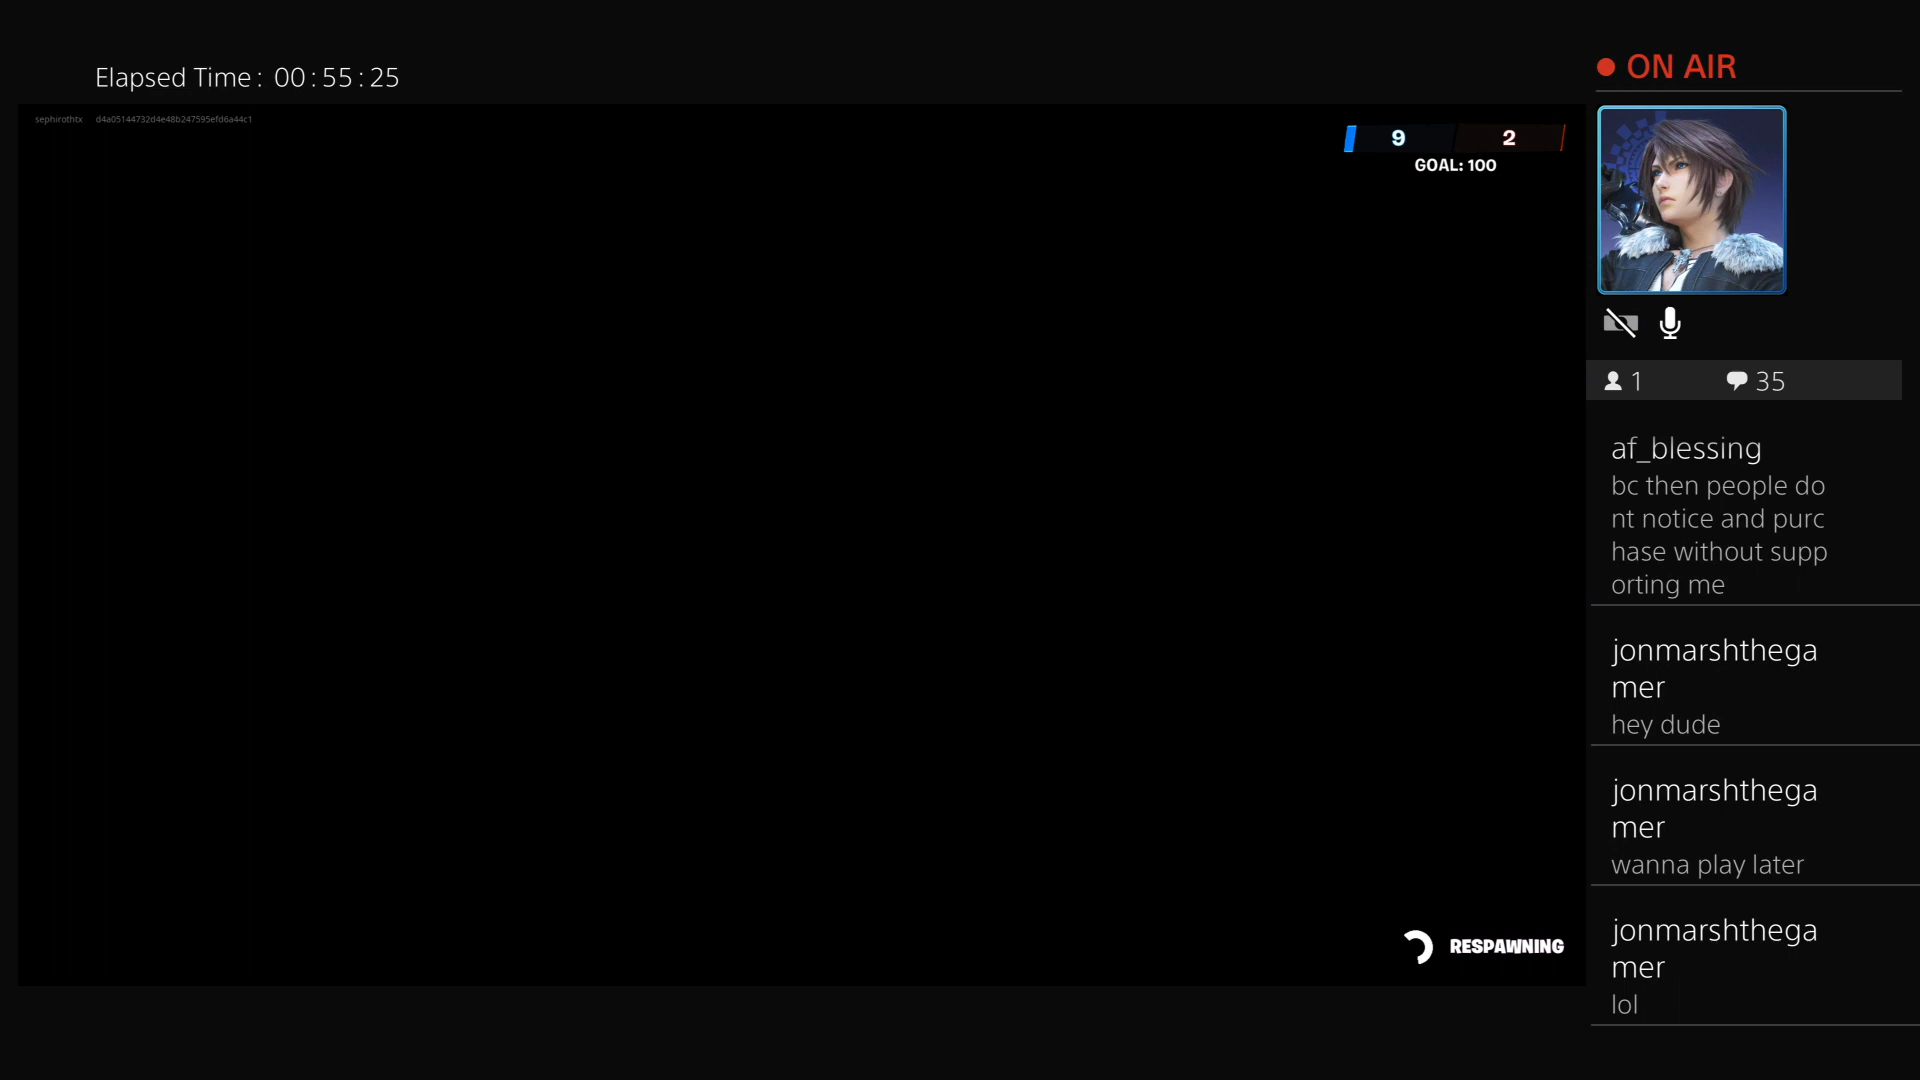 Elapsed Time: 00:55:25
ON AIR
sephirothtx d4a05144732d4e48b247595efd6a44c1
9 2
GOAL: 100
1 35
af_blessing
bc then people do
nt notice and purc
hase without supp
orting me
jonmarshthega
mer
hey dude
jonmarshthega
mer
wanna play later
jonmarshthega
mer
lol
RESPAWNING